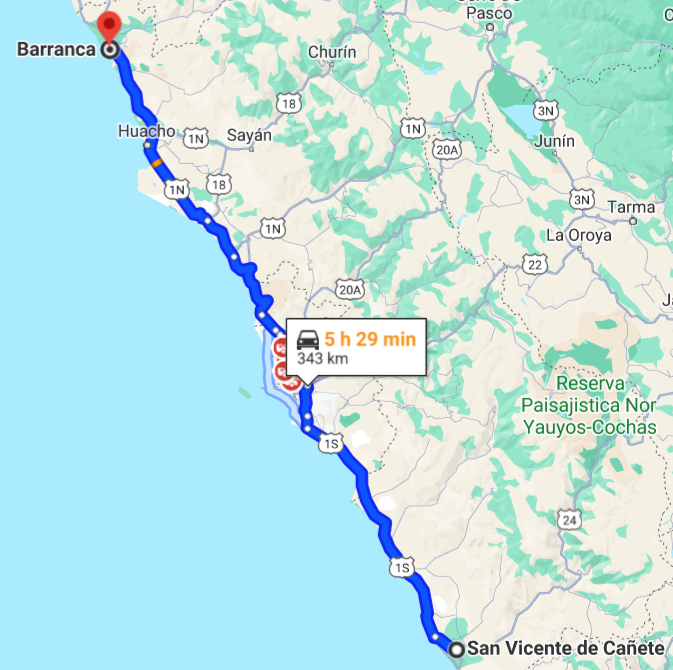 Pasco
Barranca
Churín
18
3N
Huacho
1N
Sayán
1N
20A
Junín
1N
18
3N
Tarma
1N
La Oroya
22
20A
5 h 29 min
343 km
Reserva
Paisajistica Nor
Yauyos-Cochas
1S
24
1S
San Vicente de Cañete